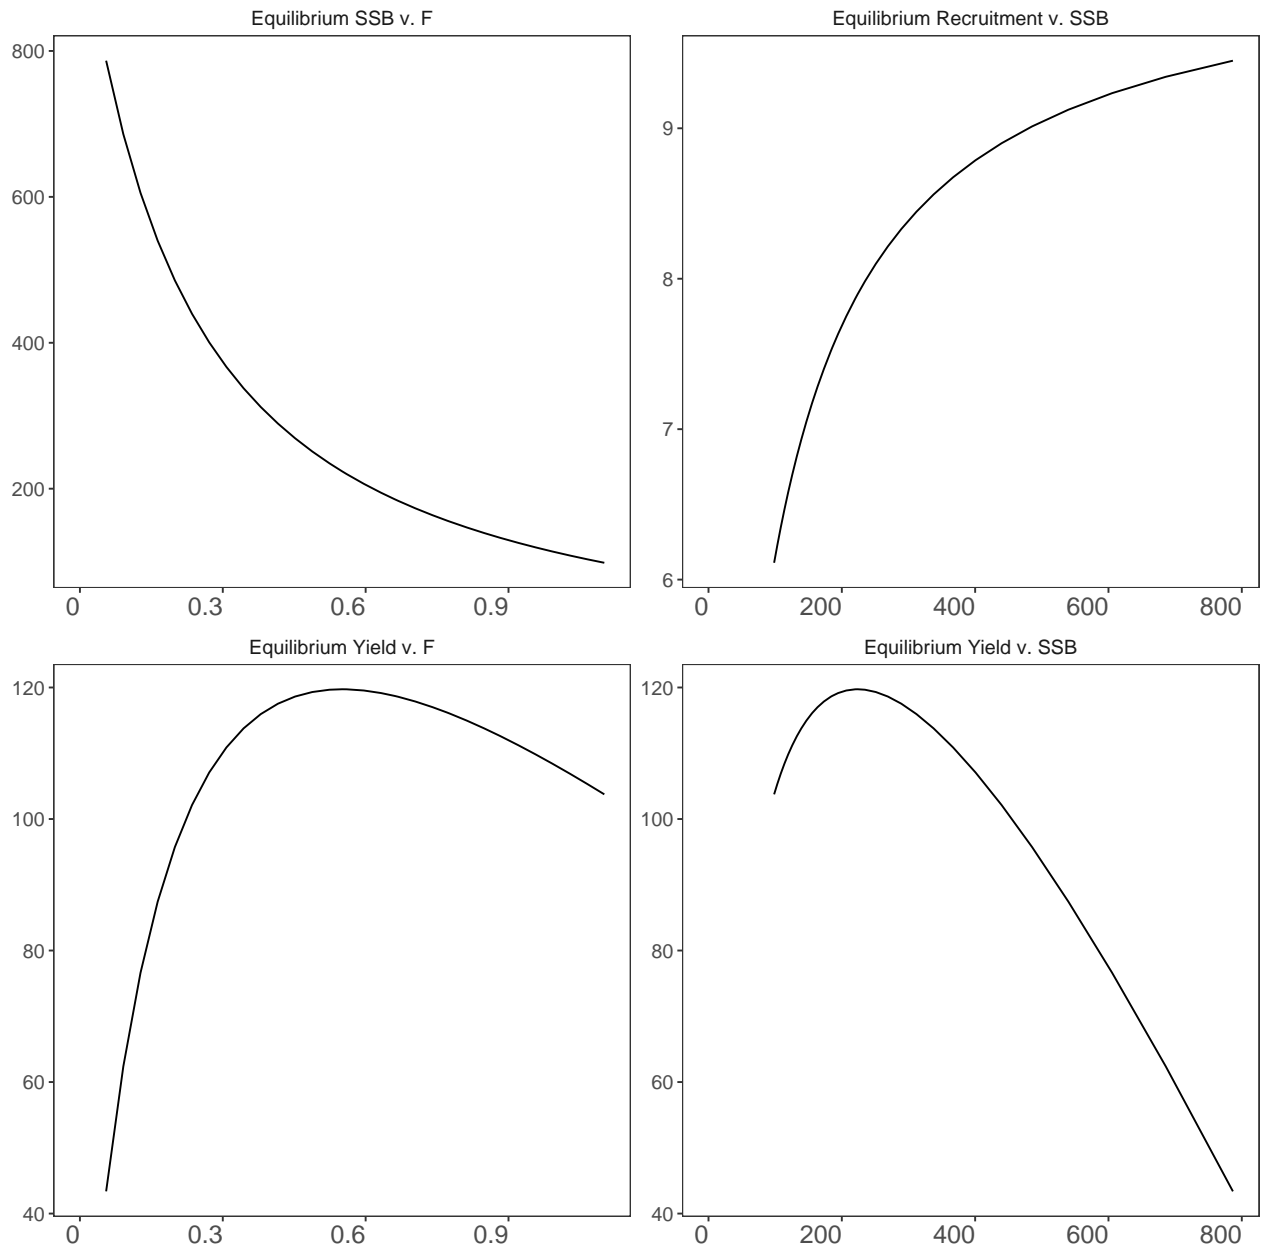 Equilibrium SSB v. F
800
600
400
200
0 0.3 0.6 0.9
Equilibrium Recruitment v. SSB
9
8
7
6
0 200 400 600 800
Equilibrium Yield v. F
120
100
80
60
40
0 0.3 0.6 0.9
Equilibrium Yield v. SSB
120
100
80
60
40
0 200 400 600 800